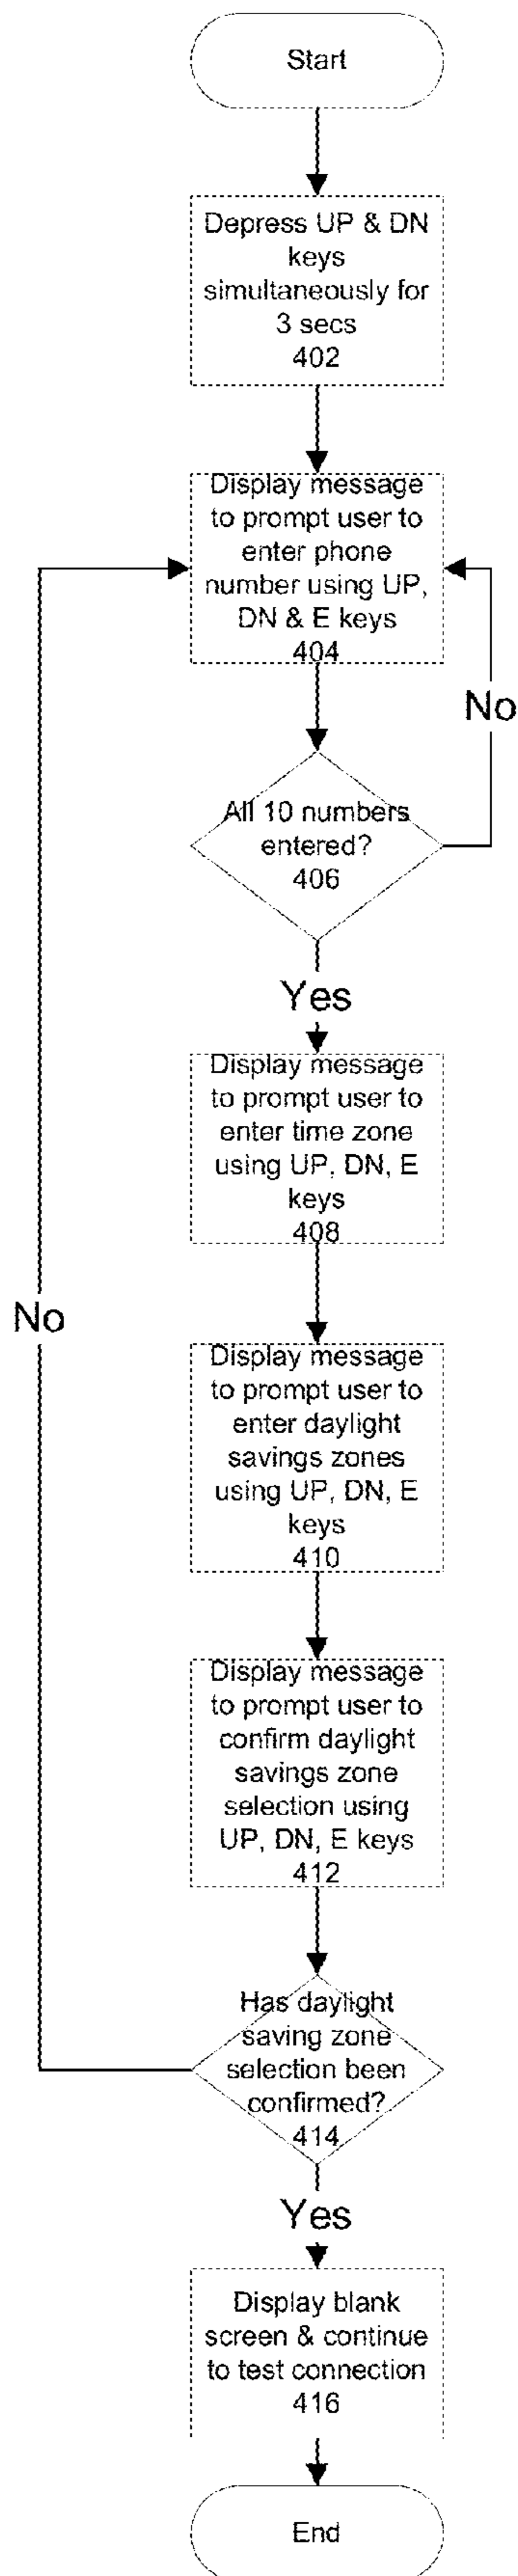 Start
Depress UP & DN
keys
simultaneously for
3 secs
402
Display message
to prompt user to
enter phone
number using UP,
DN & E keys
404
No
All 10 numbers
entered?
406
Yes
Display message
to prompt user to
enter time zone
using UP, DN, E
keys
408
No
Display message
to prompt user to
enter daylight
savings zones
using UP, DN, E
keys
410
Display message
to prompt user to
confirm daylight
savings zone
selection using
UP, DN, E keys
412
Has daylight
saving zone
selection been
confirmed?
414
Yes
Display blank
screen & continue
to test connection
416
End